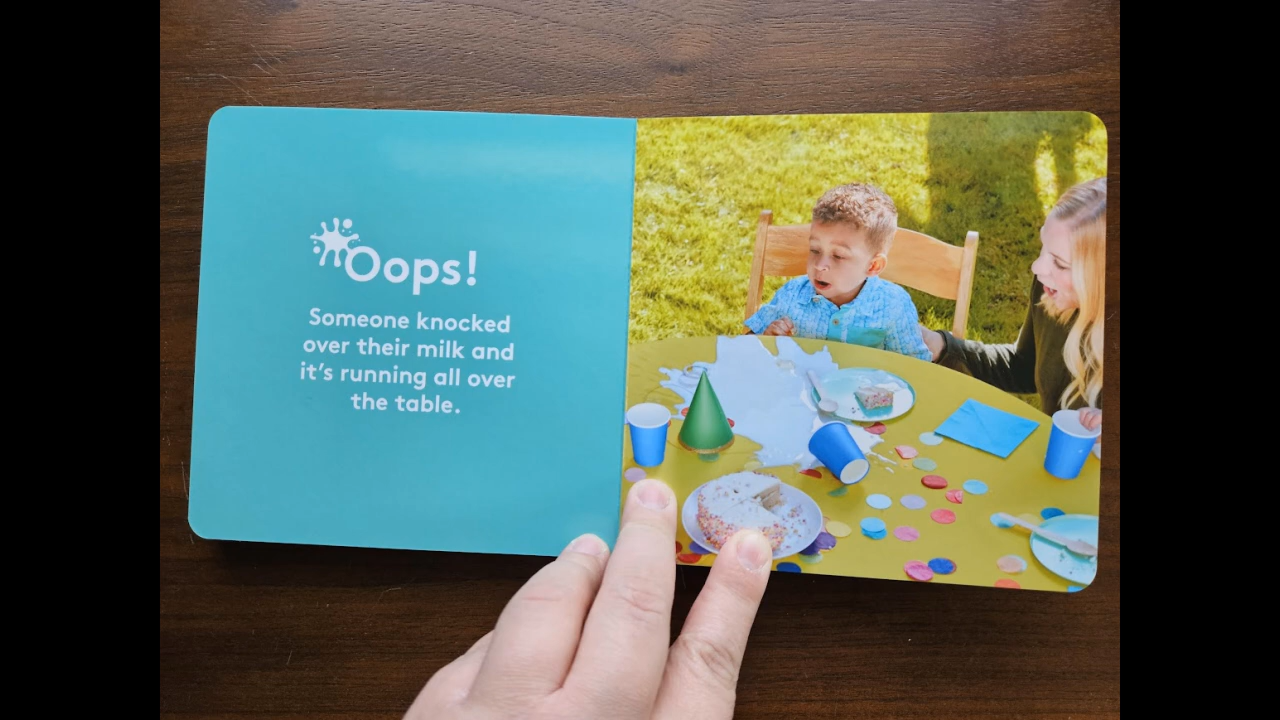 Oops!
Someone knocked
over their milk and
it's running all over
the table.